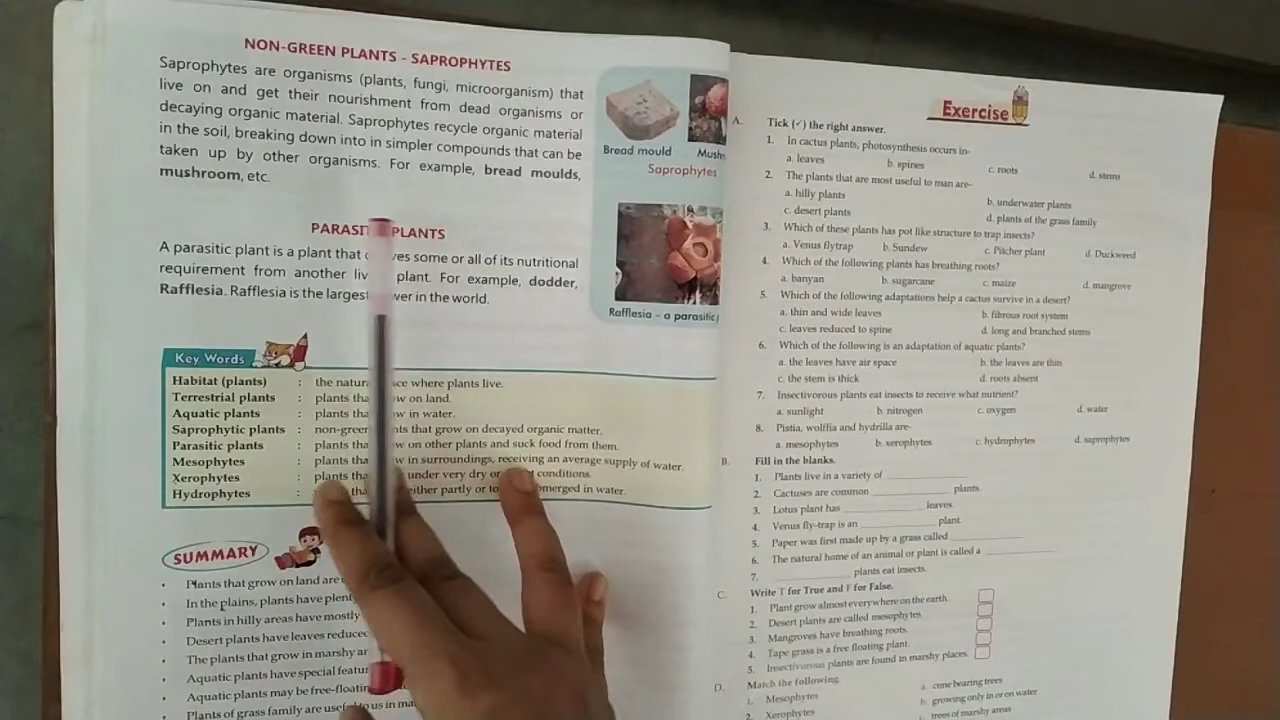 NON-GREEN PLANTS - SAPROPHYTES
Saprophytes are organisms (plants, fungi, microorganism) that
live on and get their nourishment from dead organisms or
decaying organic material. Saprophytes recycle organic material
in the soil, breaking down into in simpler compounds that can be
taken up by other organisms. For example, bread moulds,
mushroom, etc.
Bread mould
Saprophytes
PLANTS
A parasitic plant is a plant that some or all of its nutritional
requirement from another plant. For example, dodder,
Rafflesia. Rafflesia is the largest in the world.
Rafflesia - a parasitic
Key Words
Habitat (plants) : the where plants live.
Terrestrial plants : plants on land.
Aquatic plants : plants in water.
Saprophytic plants : that grow on decayed organic matter.
Parasitic plants : plants on other plants and suck food from them.
Mesophytes : plants in surroundings, receiving an average supply of water.
Xerophytes : plants under very dry or conditions.
Hydrophytes : either partly or in water.
SUMMARY
• Plants that grow on land are
• In the plains, plants have
• Plants in hilly areas have mostly
• Desert plants have leaves
• The plants that grow in marshy
• Aquatic plants have special
• Aquatic plants may be
• Plants of grass family are to us in
Exercise
A. Tick (✓) the right answer.
1. In cactus plants, photosynthesis occurs in-
a. leaves b. spines c. roots d. stems
2. The plants that are most useful to man are-
a. hilly plants b. underwater plants
c. desert plants d. plants of the grass family
3. Which of these plants has pot like structure to trap insects?
a. Venus flytrap b. Sundew c. Pitcher plant d. Duckweed
4. Which of the following plants has breathing roots?
a. banyan b. sugarcane c. maize d. mangrove
5. Which of the following adaptations help a cactus survive in a desert?
a. thin and wide leaves b. fibrous root system
c. leaves reduced to spine d. long and branched stems
6. Which of the following is an adaptation of aquatic plants?
a. the leaves have air space b. the leaves are thin
c. the stem is thick d. roots absent
7. Insectivorous plants eat insects to receive what nutrient?
a. sunlight b. nitrogen c. oxygen d. water
8. Pistia, wolffia and hydrilla are-
a. mesophytes b. xerophytes c. hydrophytes d. saprophytes
B. Fill in the blanks.
1. Plants live in a variety of ____________
2. Cactuses are common ____________ plants.
3. Lotus plant has ____________ leaves.
4. Venus fly-trap is an ____________ plant.
5. Paper was first made up by a grass called ____________
6. The natural home of an animal or plant is called a ____________
7. ____________ plants eat insects.
C. Write T for True and F for False.
1. Plant grow almost everywhere on the earth.
2. Desert plants are called mesophytes.
3. Mangroves have breathing roots.
4. Tape grass is a free floating plant.
5. Insectivorous plants are found in marshy places.
D. Match the following.
1. Mesophytes a. cone bearing trees
2. Xerophytes b. growing only in or on water
trees of marshy areas